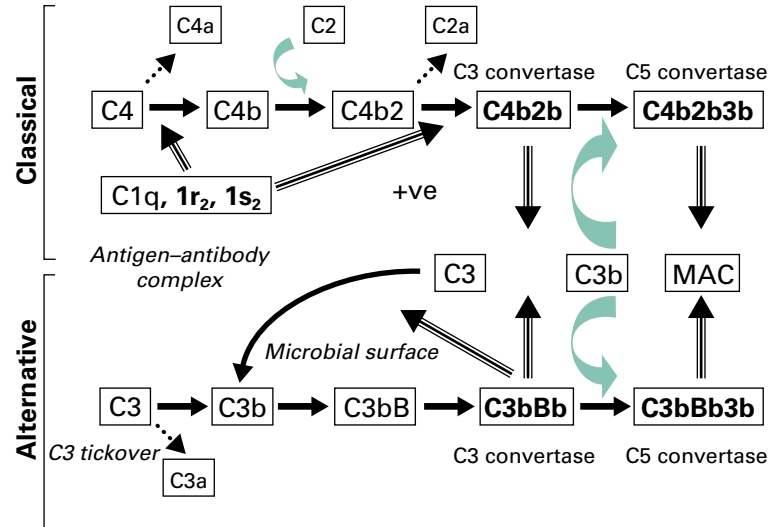 Classical
C4a
C2
C2a
C3 convertase
C5 convertase
C4
C4b
C4b2
C4b2b
C4b2b3b
C1q, 1r₂, 1s₂
+ve
Antigen–antibody
complex
C3
C3b
MAC
Alternative
Microbial surface
C3
C3b
C3bB
C3bBb
C3bBb3b
C3 tickover
C3a
C3 convertase
C5 convertase